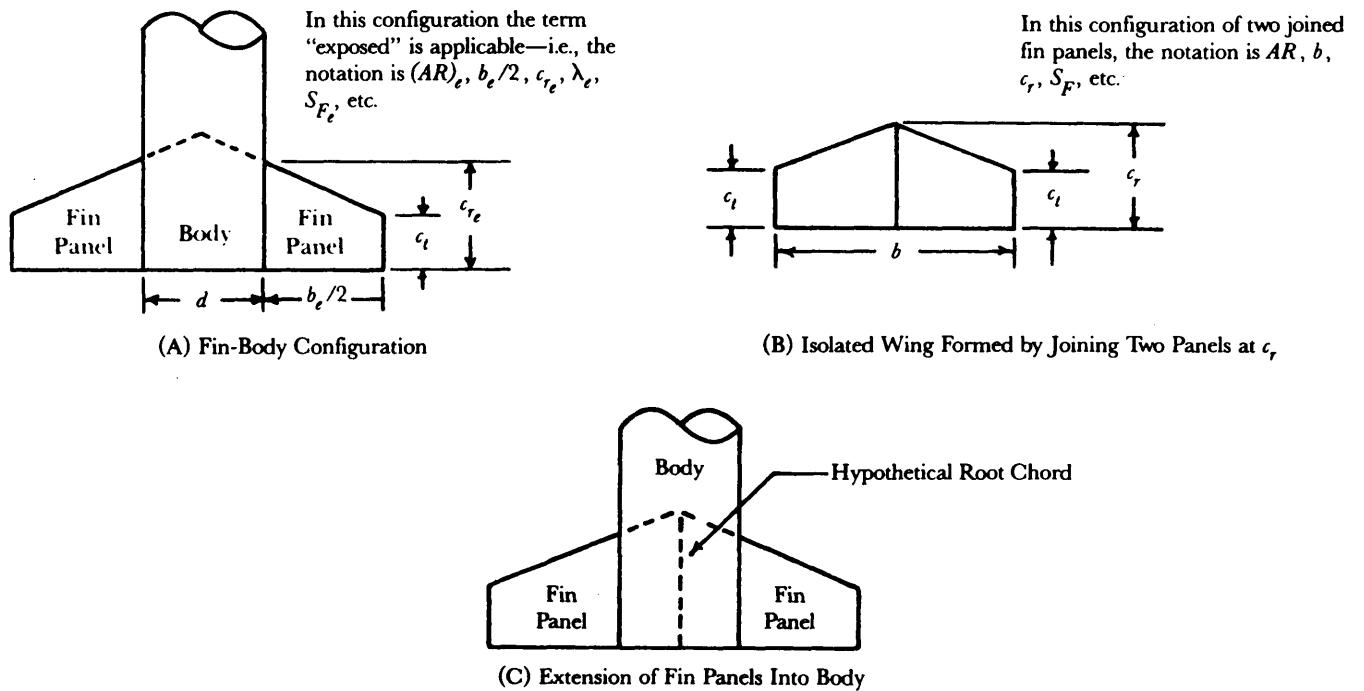 In this configuration the term
“exposed” is applicable—i.e., the
notation is (AR)e, be/2, cre, λe,
SFe, etc.
Fin
Panel
Body
Fin
Panel
ct
cre
d
be/2
(A) Fin-Body Configuration
In this configuration of two joined
fin panels, the notation is AR, b,
cr, SF, etc.
ct
ct
cr
b
(B) Isolated Wing Formed by Joining Two Panels at cr
Body
Hypothetical Root Chord
Fin
Panel
Fin
Panel
(C) Extension of Fin Panels Into Body